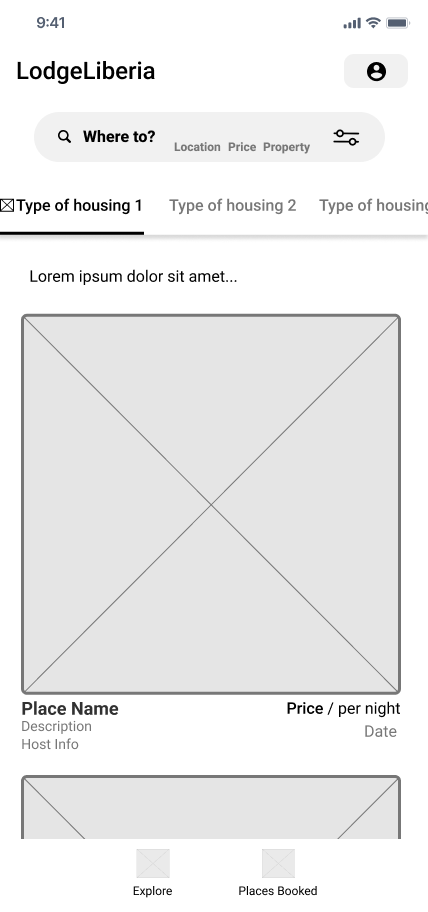 9:41
LodgeLiberia
Where to?
Location Price Property
Type of housing 1 Type of housing 2 Type of housing
Lorem ipsum dolor sit amet...
Place Name Price / per night
Description Date
Host Info
Explore Places Booked